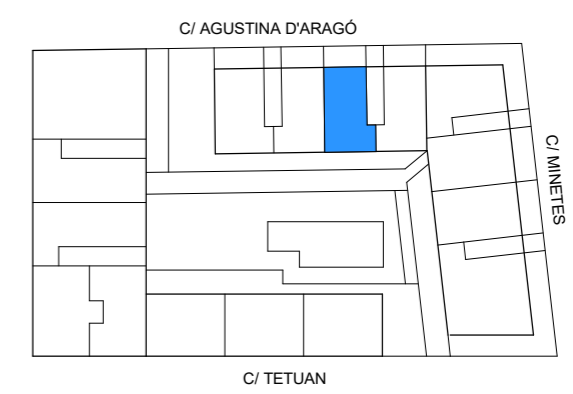 C/ AGUSTINA D'ARAGÓ
C/ MINETES
C/ TETUAN